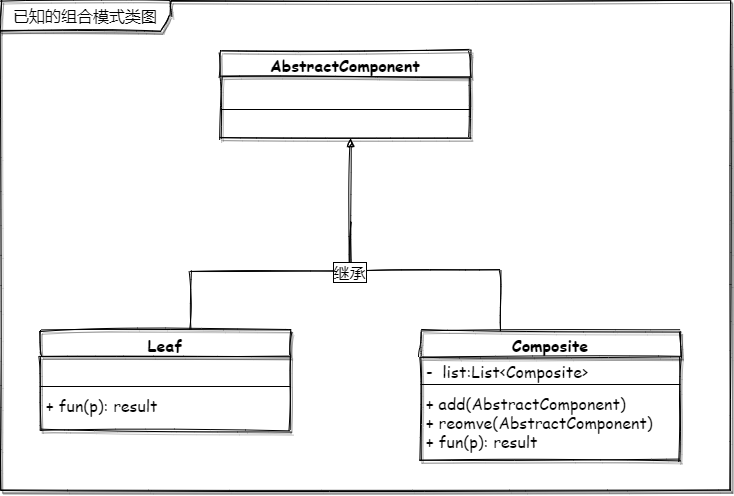 已知的组合模式类图
AbstractComponent
继承
Leaf
+ fun(p): result
Composite
- list:List<Composite>
+ add(AbstractComponent)
+ reomve(AbstractComponent)
+ fun(p): result